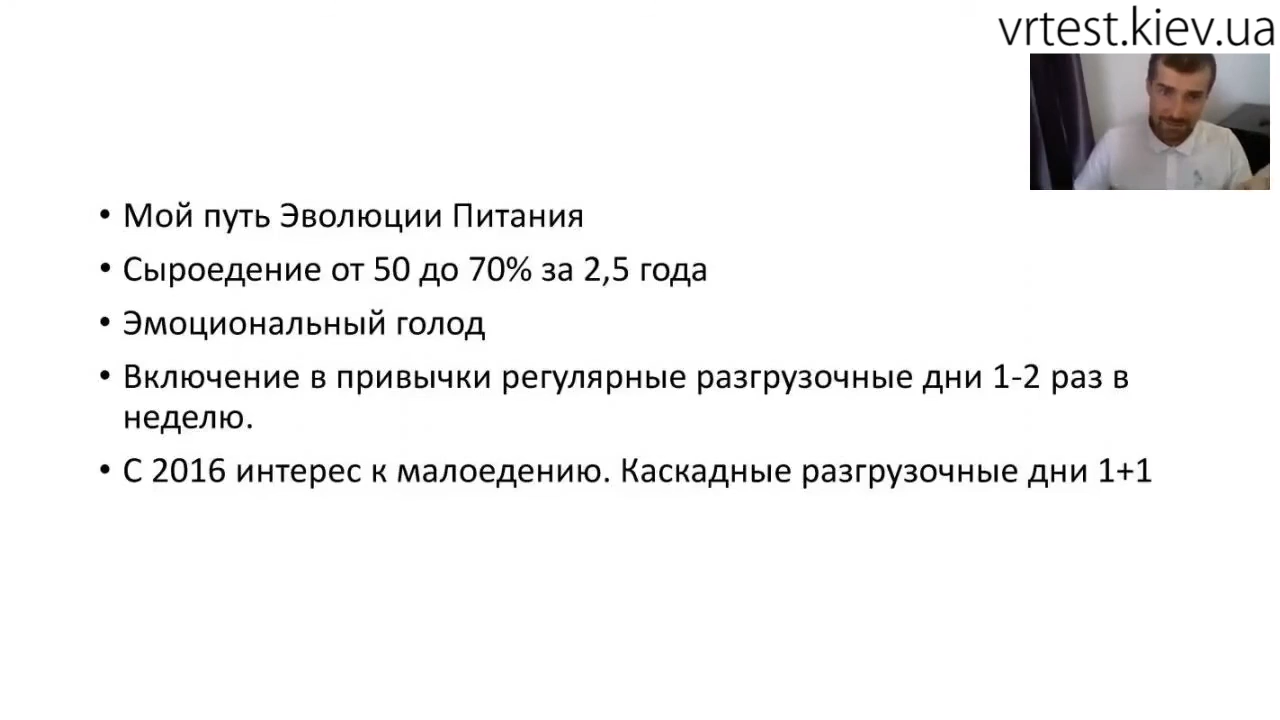 vrtest.kiev.ua
• Мой путь Эволюции Питания
• Сыроедение от 50 до 70% за 2,5 года
• Эмоциональный голод
• Включение в привычки регулярные разгрузочные дни 1-2 раз в
неделю.
• С 2016 интерес к малоедению. Каскадные разгрузочные дни 1+1